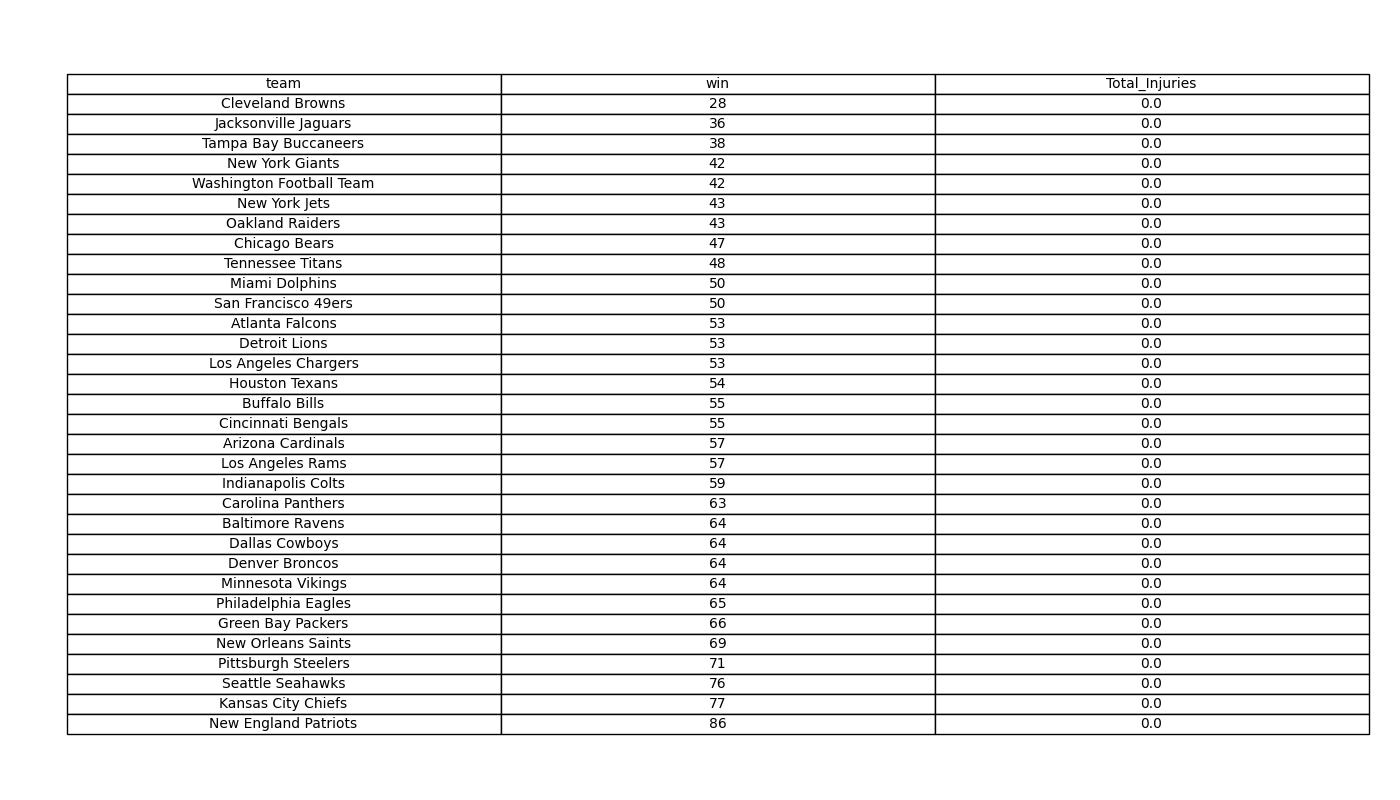 team win Total_Injuries
Cleveland Browns 28 0.0
Jacksonville Jaguars 36 0.0
Tampa Bay Buccaneers 38 0.0
New York Giants 42 0.0
Washington Football Team 42 0.0
New York Jets 43 0.0
Oakland Raiders 43 0.0
Chicago Bears 47 0.0
Tennessee Titans 48 0.0
Miami Dolphins 50 0.0
San Francisco 49ers 50 0.0
Atlanta Falcons 53 0.0
Detroit Lions 53 0.0
Los Angeles Chargers 53 0.0
Houston Texans 54 0.0
Buffalo Bills 55 0.0
Cincinnati Bengals 55 0.0
Arizona Cardinals 57 0.0
Los Angeles Rams 57 0.0
Indianapolis Colts 59 0.0
Carolina Panthers 63 0.0
Baltimore Ravens 64 0.0
Dallas Cowboys 64 0.0
Denver Broncos 64 0.0
Minnesota Vikings 64 0.0
Philadelphia Eagles 65 0.0
Green Bay Packers 66 0.0
New Orleans Saints 69 0.0
Pittsburgh Steelers 71 0.0
Seattle Seahawks 76 0.0
Kansas City Chiefs 77 0.0
New England Patriots 86 0.0